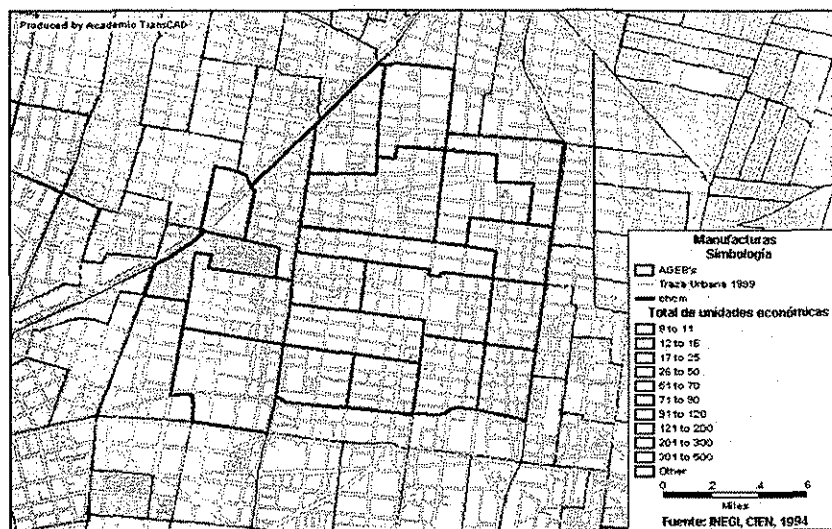 Produced by Academic TransCAD
Manufacturas
Simbología
AGEB's
Traza Urbana 1999
chcm
Total de unidades económicas
9 to 11
12 to 16
17 to 25
26 to 50
51 to 70
71 to 90
91 to 120
121 to 200
201 to 300
301 to 500
Other
0 .2 .4 .6
Miles
Fuente: INEGI, CIEN, 1994